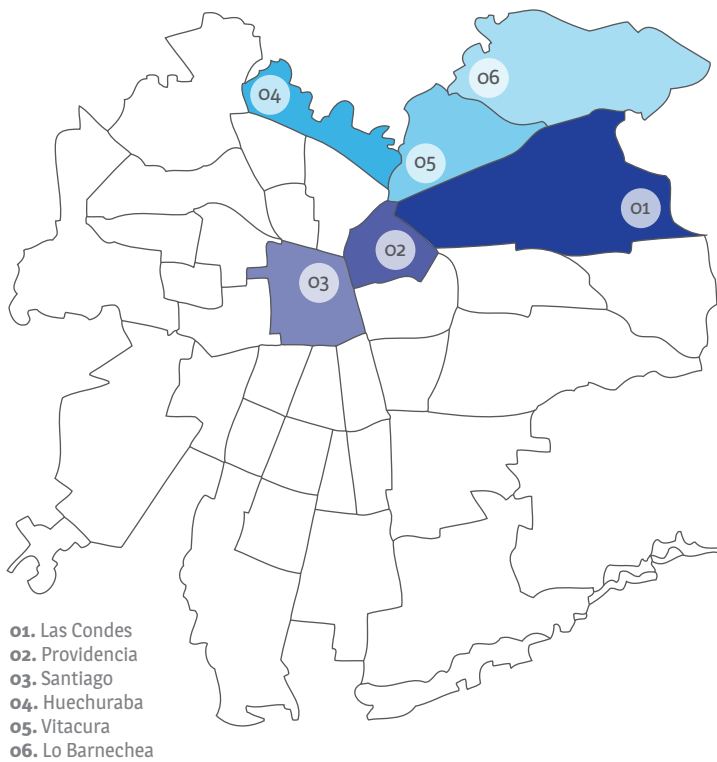 06
04
05
01
02
03
01. Las Condes
02. Providencia
03. Santiago
04. Huechuraba
05. Vitacura
06. Lo Barnechea